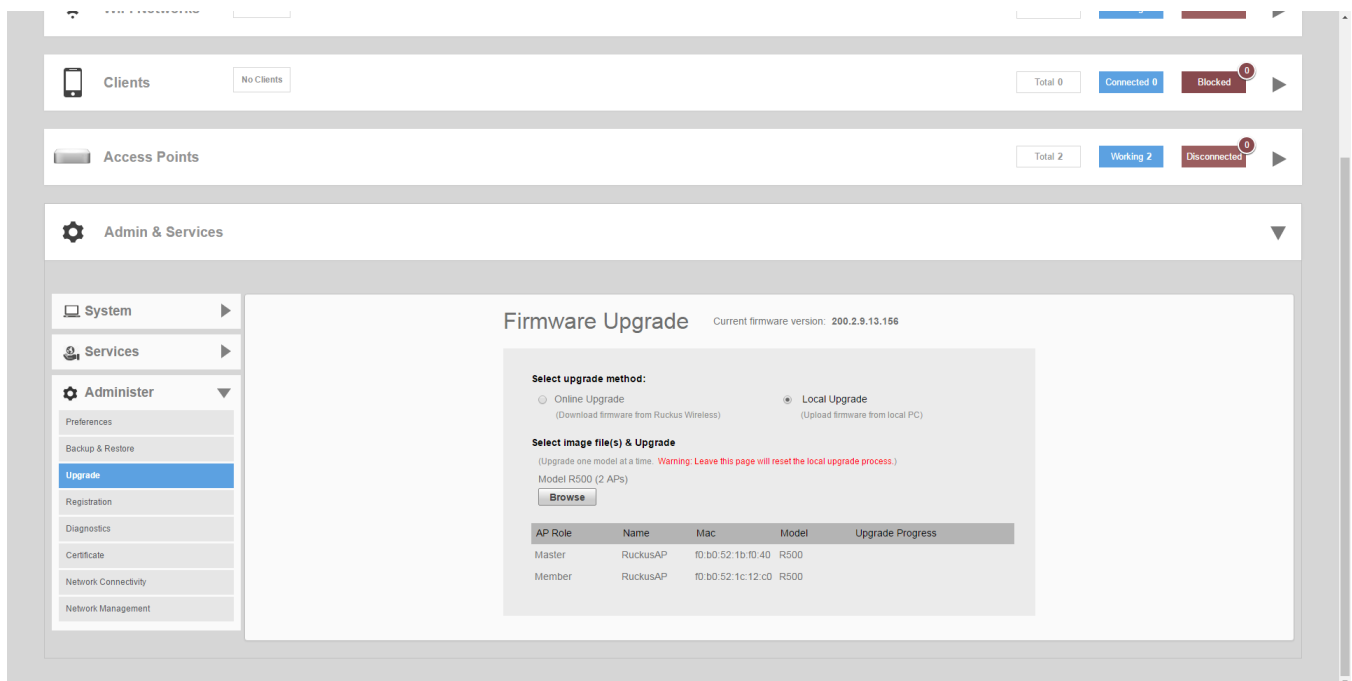 Clients
No Clients
Total 0
Connected 0
Blocked
0
Access Points
Total 2
Working 2
Disconnected
0
Admin & Services
System
Services
Administer
Preferences
Backup & Restore
Upgrade
Registration
Diagnostics
Certificate
Network Connectivity
Network Management
Firmware Upgrade Current firmware version: 200.2.9.13.156
Select upgrade method:
Online Upgrade
(Download firmware from Ruckus Wireless)
Local Upgrade
(Upload firmware from local PC)
Select image file(s) & Upgrade
(Upgrade one model at a time. Warning: Leave this page will reset the local upgrade process.)
Model R500 (2 APs)
Browse
AP Role Name Mac Model Upgrade Progress
Master RuckusAP f0:b0:52:1b:f0:40 R500
Member RuckusAP f0:b0:52:1c:12:c0 R500